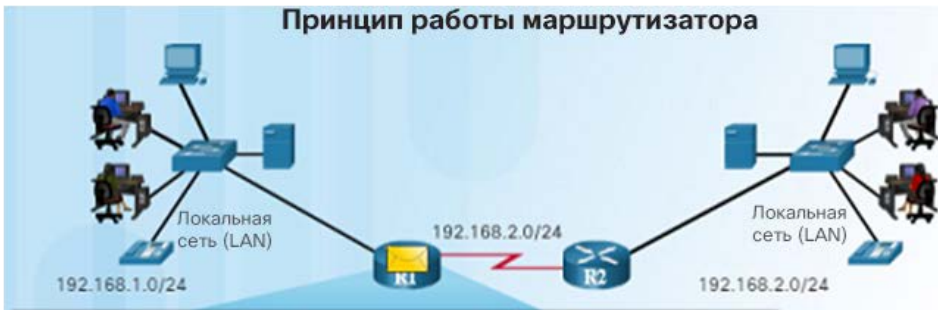 Принцип работы маршрутизатора
Локальная
сеть (LAN)
192.168.1.0/24
R1
192.168.2.0/24
R2
Локальная
сеть (LAN)
192.168.2.0/24